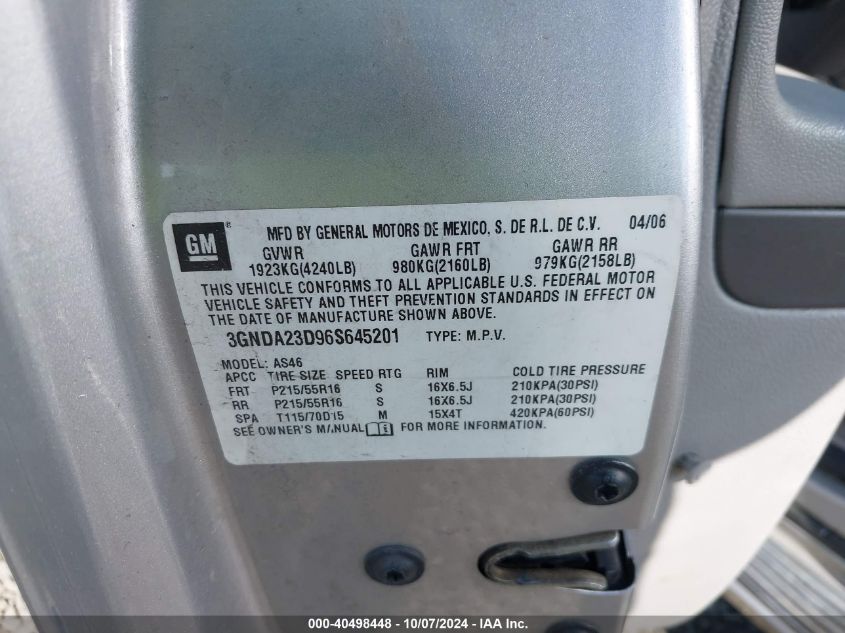 GM ® MFD BY GENERAL MOTORS DE MEXICO, S. DE R.L. DE C.V. 04/06
GVWR GAWR FRT GAWR RR
1923KG(4240LB) 980KG(2160LB) 979KG(2158LB)
THIS VEHICLE CONFORMS TO ALL APPLICABLE U.S. FEDERAL MOTOR
VEHICLE SAFETY AND THEFT PREVENTION STANDARDS IN EFFECT ON
THE DATE OF MANUFACTURE SHOWN ABOVE.
3GNDA23D96S645201 TYPE: M.P.V.
MODEL: AS46
APCC TIRE SIZE SPEED RTG RIM COLD TIRE PRESSURE
FRT P215/55R16 S 16X6.5J 210KPA(30PSI)
RR P215/55R16 S 16X6.5J 210KPA(30PSI)
SPA T115/70D15 M 15X4T 420KPA(60PSI)
SEE OWNER'S MANUAL FOR MORE INFORMATION.
000-40498448 - 10/07/2024 - IAA Inc.